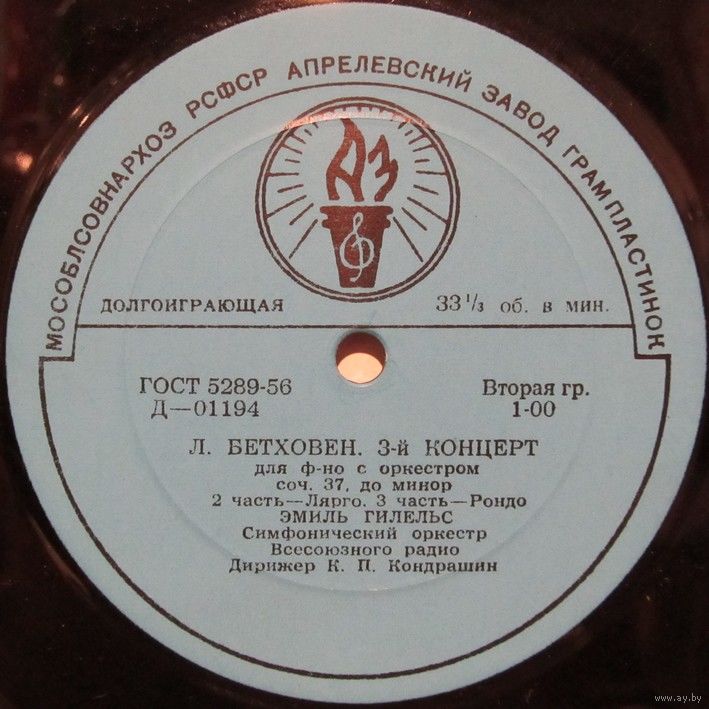 МОСОБЛСОВНАРХОЗ РСФСР АПРЕЛЕВСКИЙ ЗАВОД ГРАМПЛАСТИНОК
АЗ
ДОЛГОИГРАЮЩАЯ 33 1/3 об. в мин.
ГОСТ 5289-56 Вторая гр.
Д—01194 1-00
Л. БЕТХОВЕН. 3-й КОНЦЕРТ
для ф-но с оркестром
соч. 37, до минор
2 часть—Лярго, 3 часть—Рондо
ЭМИЛЬ ГИЛЕЛЬС
Симфонический оркестр
Всесоюзного радио
Дирижер К. П. Кондрашин
www.ay.by